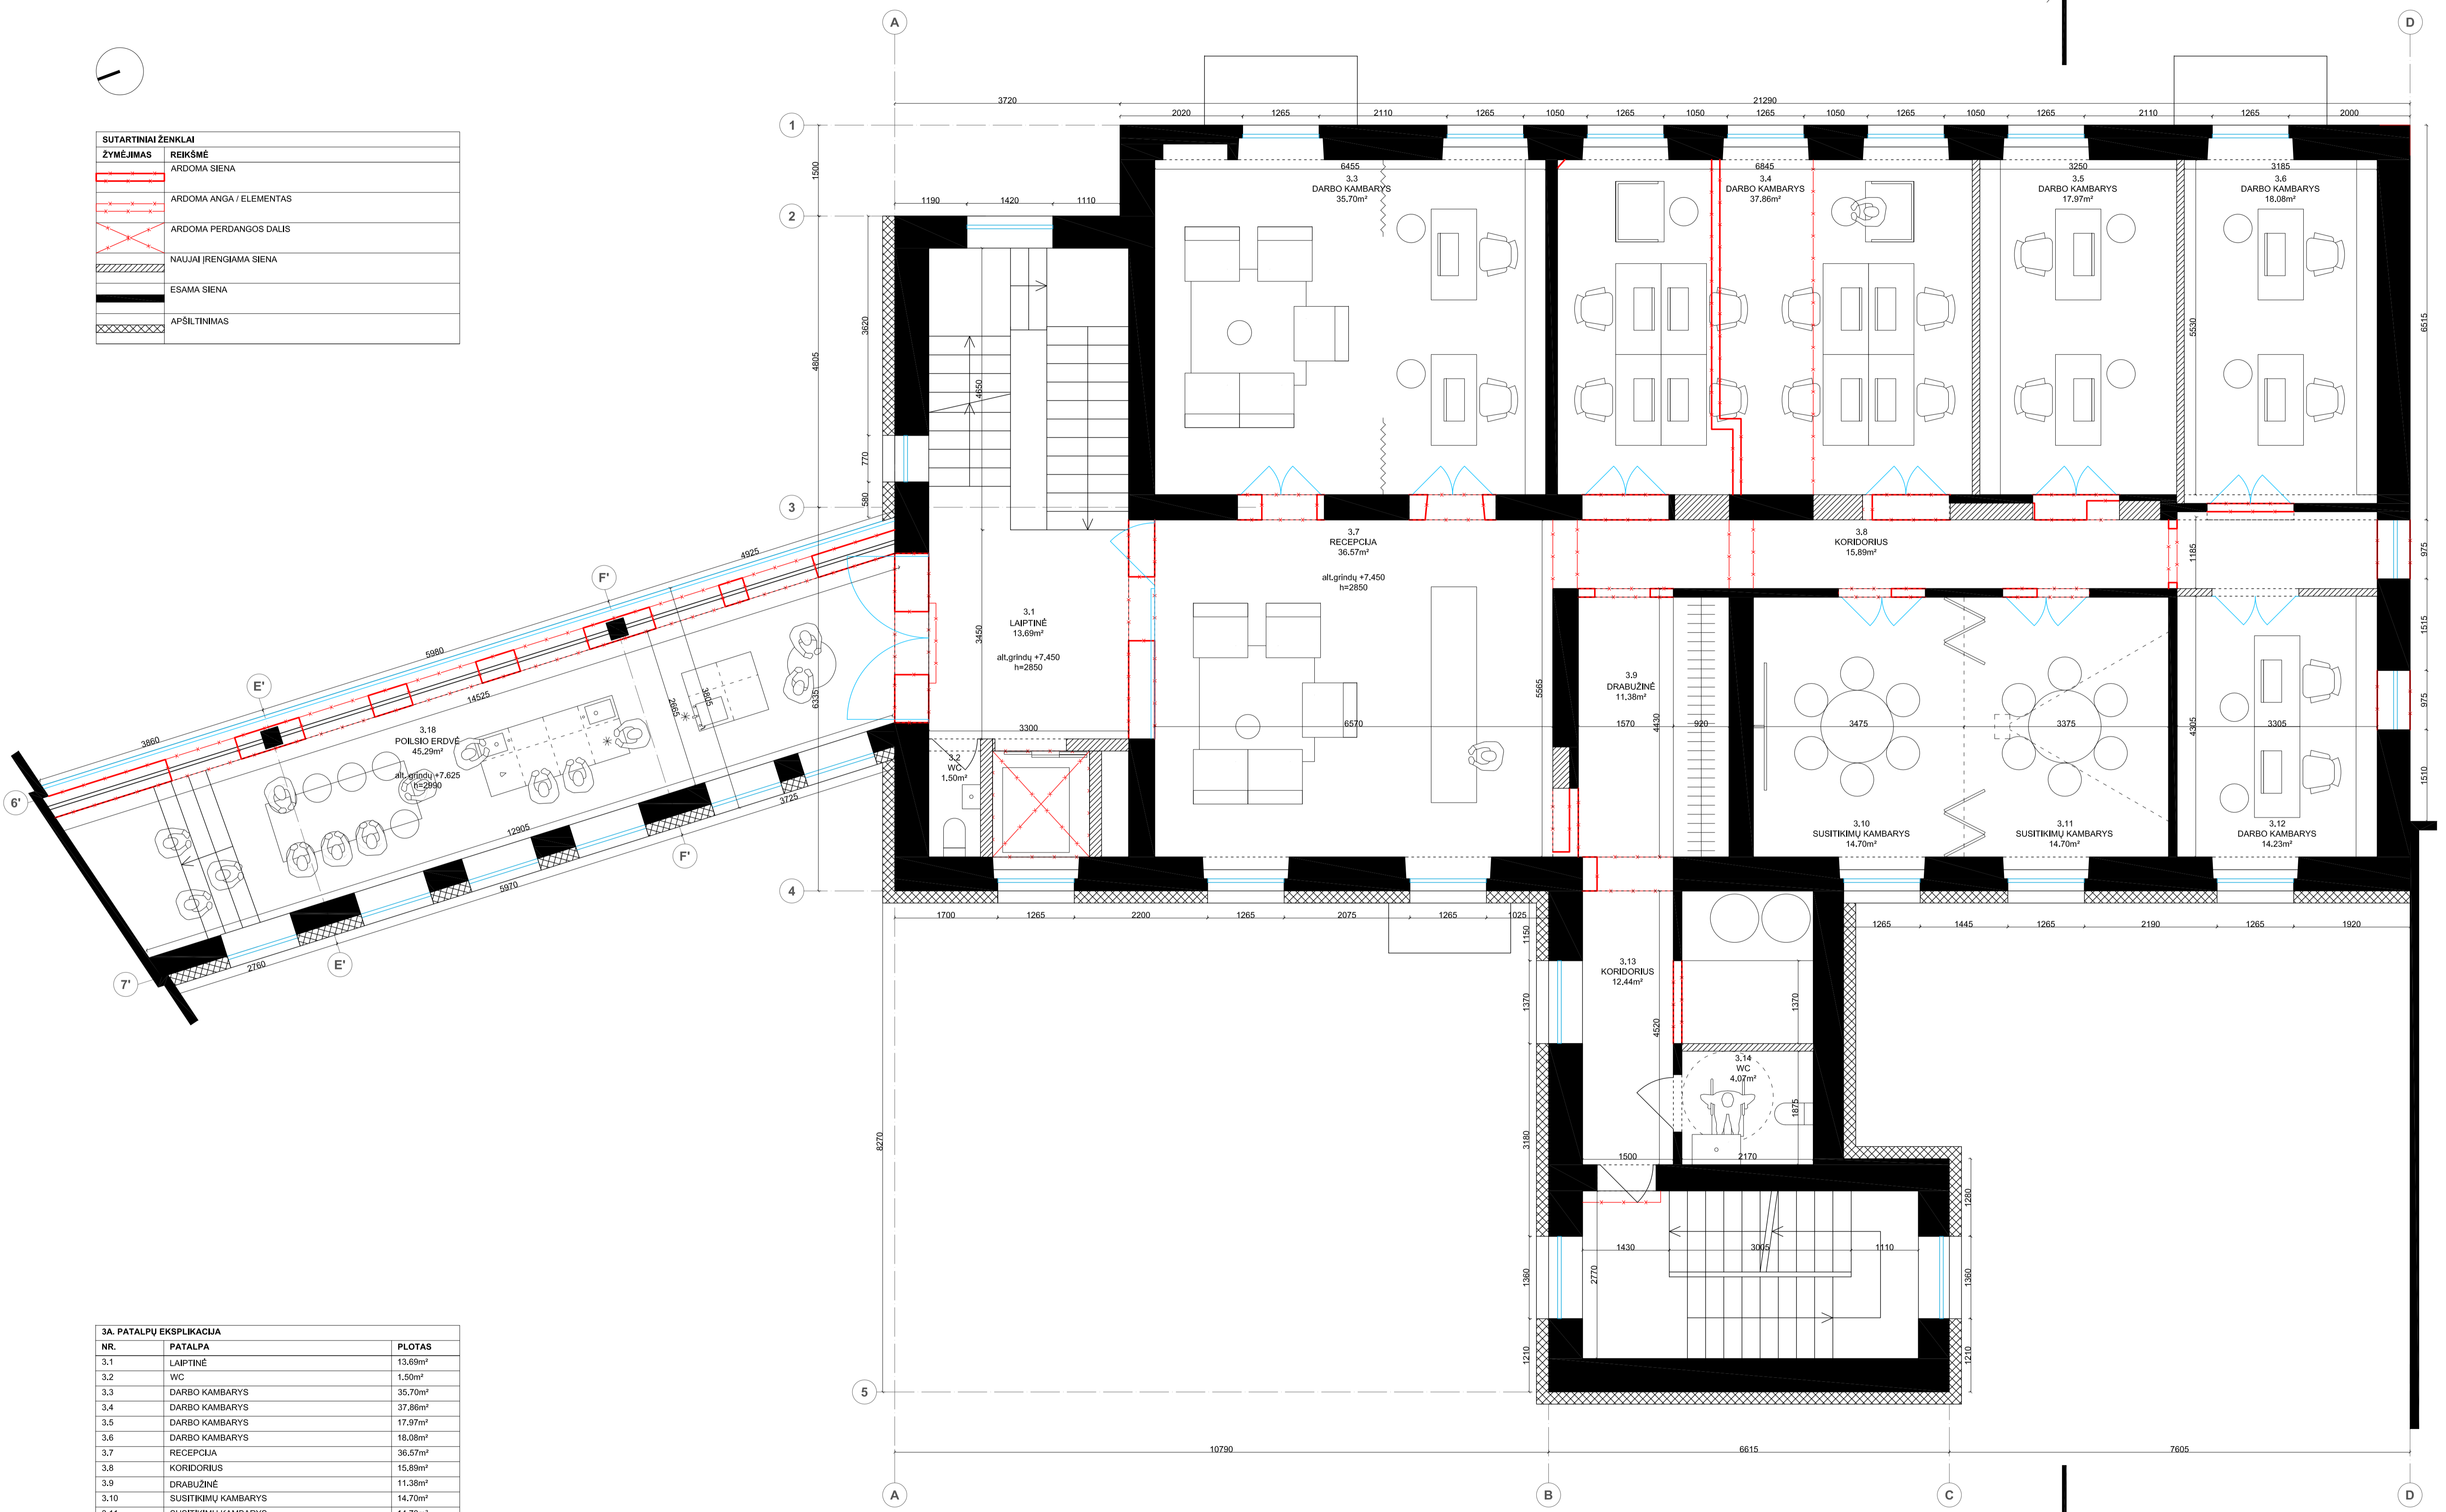 A
D
3720
21290
2020
1265
2110
1265
1050
1265
1050
1265
1050
1265
1050
1265
2110
1265
2000
1
SUTARTINIAI ŽENKLAI
ŽYMĖJIMAS REIKŠMĖ
ARDOMA SIENA
ARDOMA ANGA / ELEMENTAS
ARDOMA PERDANGOS DALIS
NAUJAI ĮRENGIAMA SIENA
ESAMA SIENA
APŠILTINIMAS
1500
2
1190
1420
1110
6455
3.3
DARBO KAMBARYS
35.70m²
6845
3.4
DARBO KAMBARYS
37.86m²
3250
3.5
DARBO KAMBARYS
17.97m²
3185
3.6
DARBO KAMBARYS
18.08m²
3620
4805
4650
770
580
5530
6515
3
3.7
RECEPCIJA
36.57m²
alt.grindų +7.450
h=2850
3.8
KORIDORIUS
15.89m²
1185
975
4925
F'
5980
E'
14525
3860
3805
2665
6335
3.1
LAIPTINĖ
13.69m²
alt.grindų +7.450
h=2850
3450
3300
3.18
POILSIO ERDVĖ
45.29m²
alt. grindų +7.625
h=2990
6'
3.2
WC
1.50m²
6570
5565
3.9
DRABUŽINĖ
11.38m²
1570
4430
920
3475
3375
4305
3305
1515
975
1510
3.10
SUSITIKIMŲ KAMBARYS
14.70m²
3.11
SUSITIKIMŲ KAMBARYS
14.70m²
3.12
DARBO KAMBARYS
14.23m²
12905
3725
F'
5970
4
E'
2760
7'
1700
1265
2200
1265
2075
1265
1025
1265
1445
1265
2190
1265
1920
1150
1370
3.13
KORIDORIUS
12.44m²
4520
1370
3.14
WC
4.07m²
1875
8270
3180
1500
2170
1280
1430
3005
1110
2770
1360
1360
1210
1210
5
3A. PATALPŲ EKSPLIKACIJA
NR. PATALPA PLOTAS
3.1 LAIPTINĖ 13.69m²
3.2 WC 1.50m²
3.3 DARBO KAMBARYS 35.70m²
3.4 DARBO KAMBARYS 37.86m²
3.5 DARBO KAMBARYS 17.97m²
3.6 DARBO KAMBARYS 18.08m²
3.7 RECEPCIJA 36.57m²
3.8 KORIDORIUS 15.89m²
3.9 DRABUŽINĖ 11.38m²
3.10 SUSITIKIMŲ KAMBARYS 14.70m²
10790
6615
7605
A
B
C
D